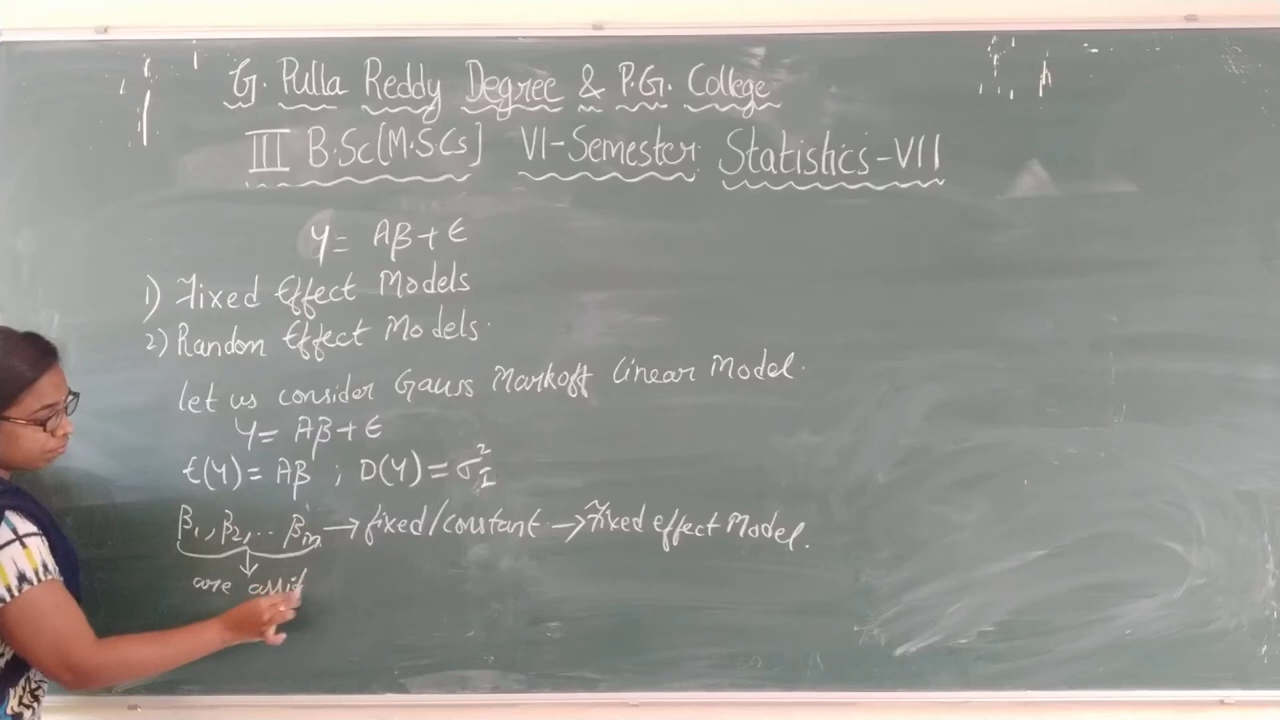 G. Pulla Reddy Degree & P.G. College
III B.Sc[M.S.Cs] VI-Semester Statistics-VII
Y = Aβ + ϵ
1) Fixed Effect Models
2) Random Effect Models.
let us consider Gauss Markoff Linear Model.
Y = Aβ + ϵ
E(Y) = Aβ ; D(Y) = σ²I
β1, β2, ... βm → fixed/constant → Fixed effect Model.
are